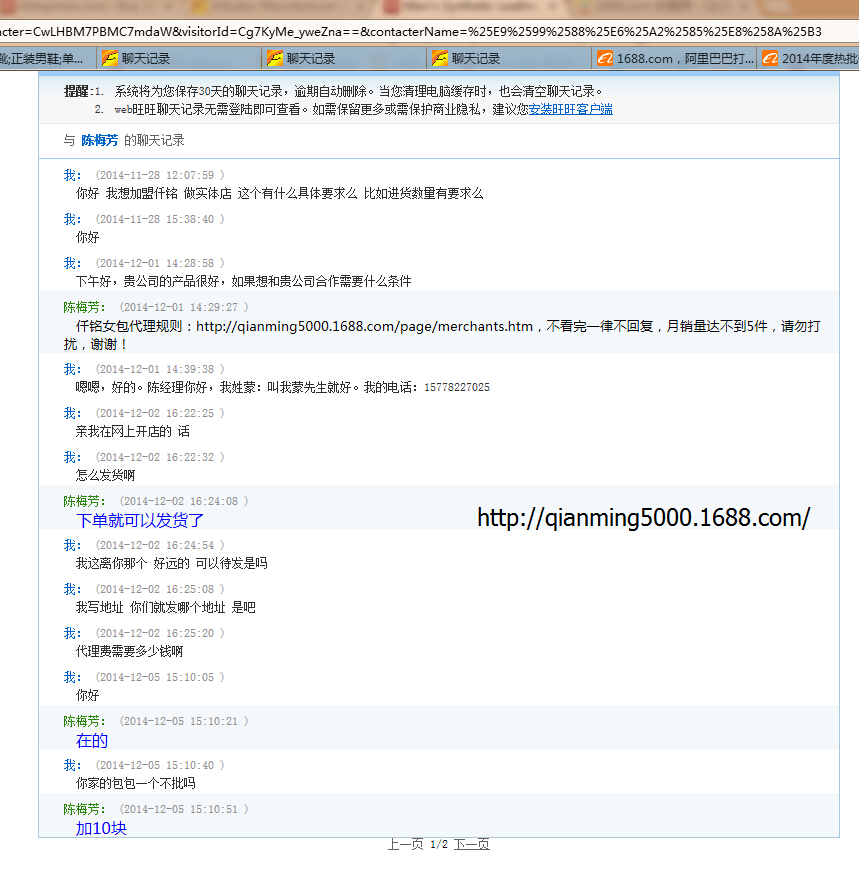 acter=CwLHBM7PBMC7mdaW&visitorId=Cg7KyMe_yweZna==&contacterName=%25E9%2599%2588%25E6%25A2%2585%25E8%258A%25B3
靴;正装男鞋;单... 聊天记录 聊天记录 聊天记录 1688.com，阿里巴巴打... 2014年度热批
提醒:1. 系统将为您保存30天的聊天记录，逾期自动删除。当您清理电脑缓存时，也会清空聊天记录。
2. web旺旺聊天记录无需登陆即可查看。如需保留更多或需保护商业隐私，建议您安装旺旺客户端
与 陈梅芳 的聊天记录
我: (2014-11-28 12:07:59 )
你好 我想加盟仟铭 做实体店 这个有什么具体要求么 比如进货数量有要求么
我: (2014-11-28 15:38:40 )
你好
我: (2014-12-01 14:28:58 )
下午好，贵公司的产品很好，如果想和贵公司合作需要什么条件
陈梅芳: (2014-12-01 14:29:27 )
仟铭女包代理规则：http://qianming5000.1688.com/page/merchants.htm，不看完一律不回复，月销量达不到5件，请勿打
扰，谢谢！
我: (2014-12-01 14:39:38 )
嗯嗯，好的。陈经理你好，我姓蒙: 叫我蒙先生就好。我的电话: 15778227025
我: (2014-12-02 16:22:25 )
亲我在网上开店的 话
我: (2014-12-02 16:22:32 )
怎么发货啊
陈梅芳: (2014-12-02 16:24:08 )
下单就可以发货了
http://qianming5000.1688.com/
我: (2014-12-02 16:24:54 )
我这离你那个 好远的 可以待发是吗
我: (2014-12-02 16:25:08 )
我写地址 你们就发哪个地址 是吧
我: (2014-12-02 16:25:20 )
代理费需要多少钱啊
我: (2014-12-05 15:10:05 )
你好
陈梅芳: (2014-12-05 15:10:21 )
在的
我: (2014-12-05 15:10:40 )
你家的包包一个不批吗
陈梅芳: (2014-12-05 15:10:51 )
加10块
上一页 1/2 下一页